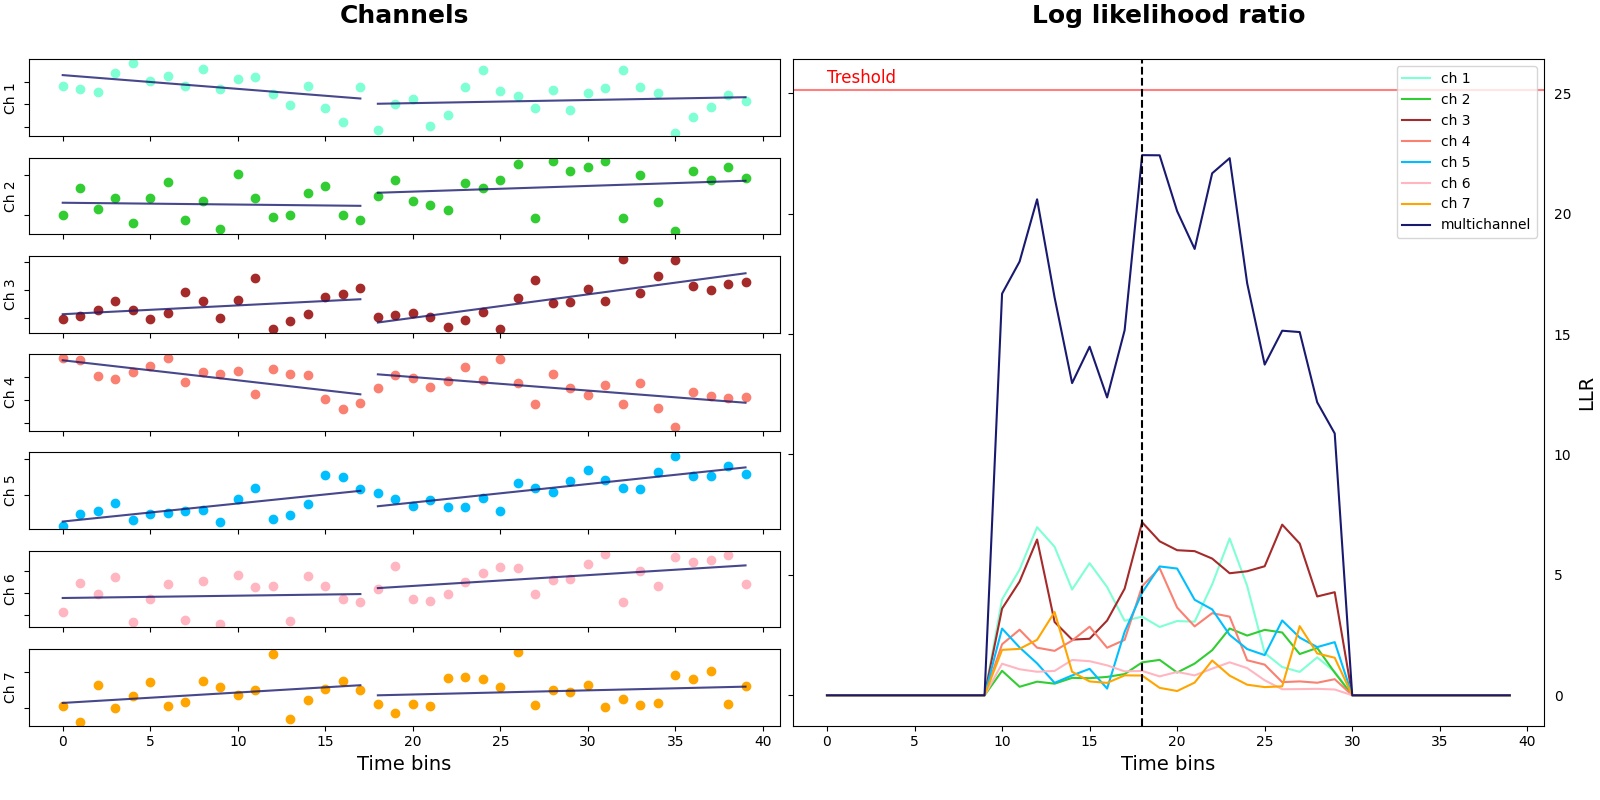 Channels
Log likelihood ratio
Ch 1
Ch 2
Ch 3
Ch 4
Ch 5
Ch 6
Ch 7
0 5 10 15 20 25 30 35 40
Time bins
Treshold
ch 1
ch 2
ch 3
ch 4
ch 5
ch 6
ch 7
multichannel
25
20
15
10
5
0
LLR
0 5 10 15 20 25 30 35 40
Time bins